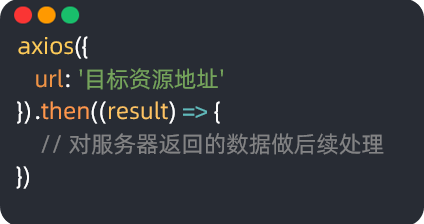 axios({
  url: '目标资源地址'
}).then((result) => {
  // 对服务器返回的数据做后续处理
})